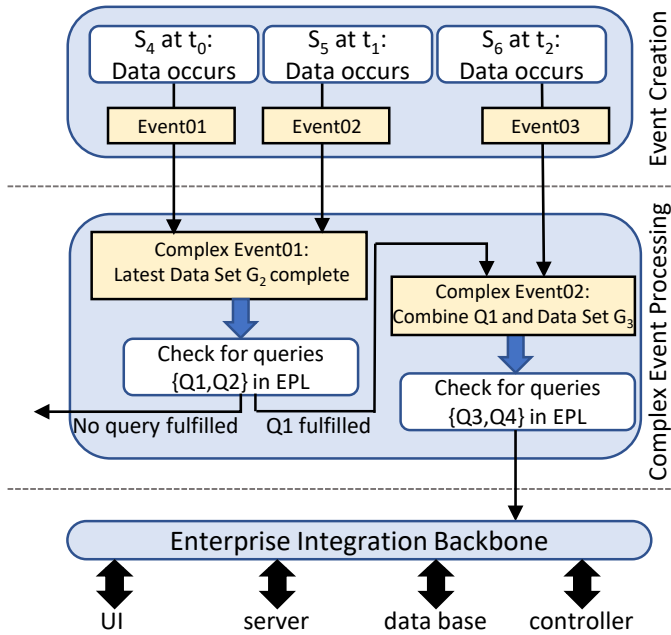 S₄ at t₀:
Data occurs
S₅ at t₁:
Data occurs
S₆ at t₂:
Data occurs
Event01
Event02
Event03
Event Creation
Complex Event01:
Latest Data Set G₂ complete
Complex Event02:
Combine Q1 and Data Set G₃
Check for queries
{Q1,Q2} in EPL
Check for queries
{Q3,Q4} in EPL
No query fulfilled
Q1 fulfilled
Complex Event Processing
Enterprise Integration Backbone
UI
server
data base
controller